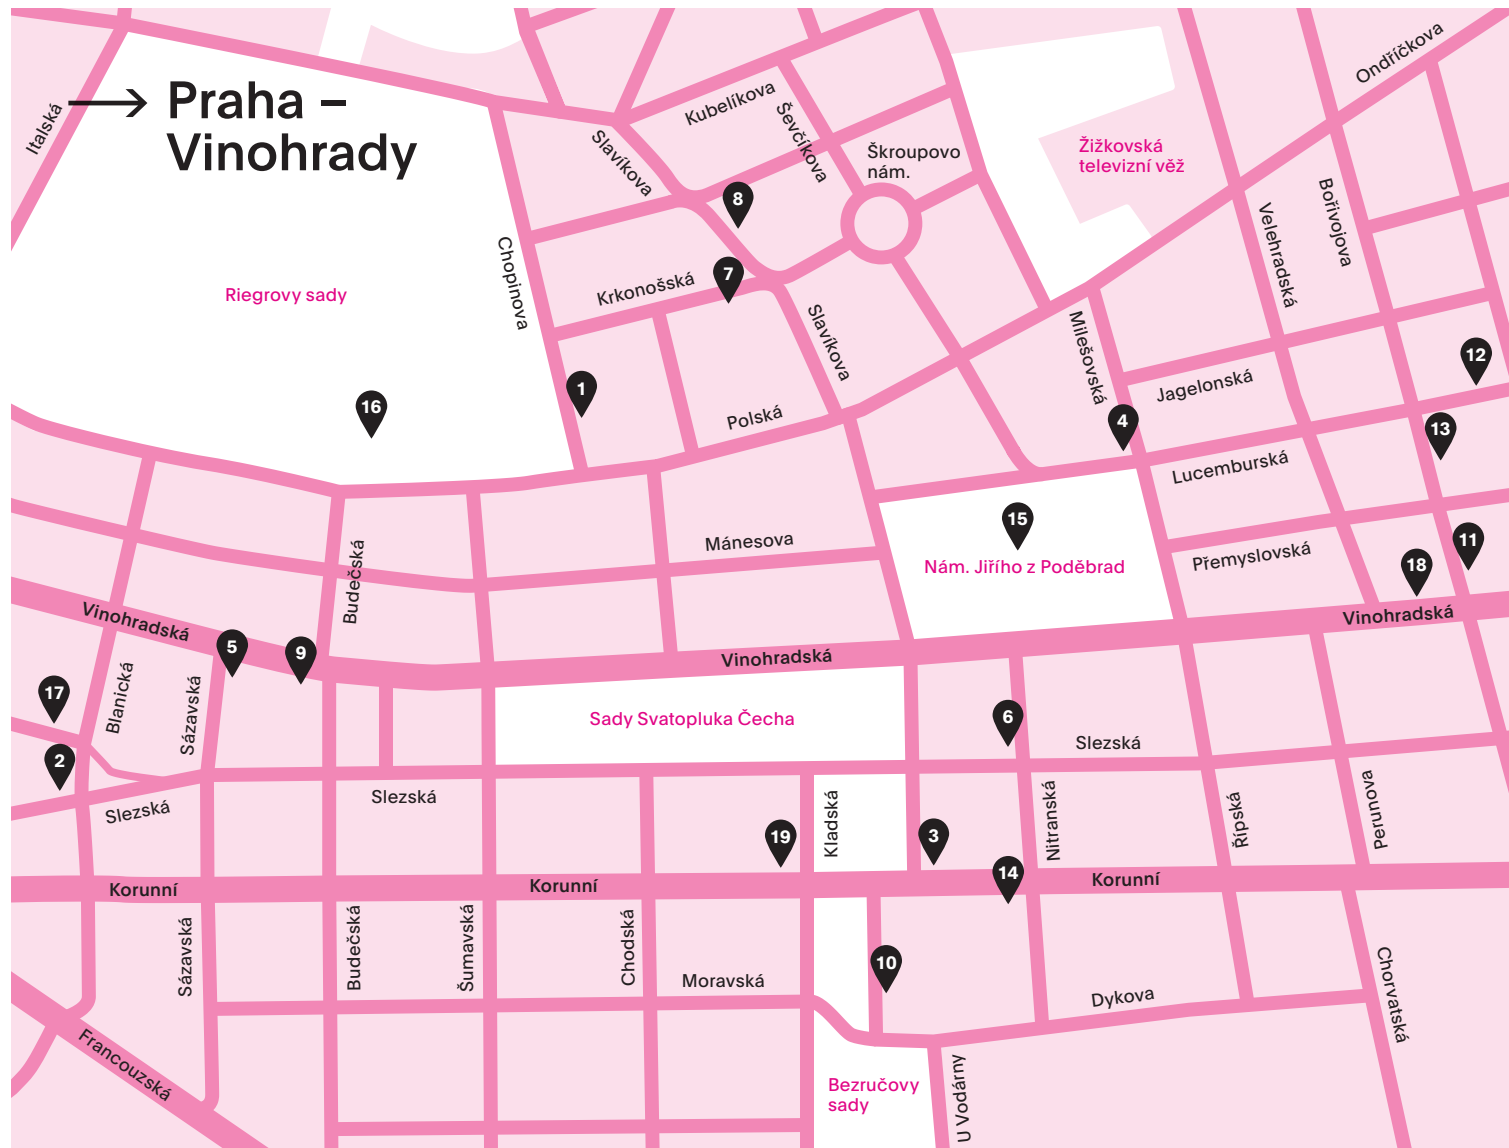 Praha –
Vinohrady
Italská
Ondříčkova
Kubelíkova
Ševčíkova
Slavíkova
Škroupovo
nám.
Žižkovská
televizní věž
8
Bořivojova
Velehradská
Chopinova
Riegrovy sady
Krkonošská
7
Slavíkova
Milešovská
12
Jagelonská
1
16
Polská
4
13
Lucemburská
15
Mánesova
Nám. Jiřího z Poděbrad
Přemyslovská
11
18
Budečská
Vinohradská
Vinohradská
5
9
Vinohradská
17
Blanická
Sázavská
Sady Svatopluka Čecha
6
Slezská
2
Slezská
Slezská
19
Kladská
3
Nitranská
Řípská
Perunova
14
Korunní
Korunní
Korunní
Sázavská
Budečská
Šumavská
Chodská
Moravská
10
Dykova
Chorvatská
Francouzská
Bezručovy
sady
U Vodárny